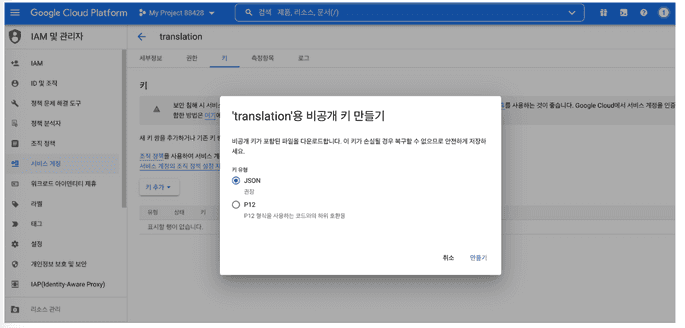 Google Cloud Platform
My Project 89428
검색 제품, 리소스, 문서(/)
1
IAM 및 관리자
translation
세부정보 권한 키 측정항목 로그
IAM
ID 및 조직
정책 문제 해결 도구
정책 분석자
조직 정책
서비스 계정
워크로드 아이덴티티 제휴
라벨
태그
설정
개인정보 보호 및 보안
IAP(Identity-Aware Proxy)
리소스 관리
키
보안 침해 시 서비스
를 사용하는 것이 좋습니다. Google Cloud에서 서비스 계정을 인증
합한 방법은 여기에
새 키 쌍을 추가하거나 기존 키
조직 정책을 사용하여 서비스 계
서비스 계정의 조직 정책 설정
키 추가
유형 상태 키
표시할 행이 없습니다.
'translation'용 비공개 키 만들기
비공개 키가 포함된 파일을 다운로드합니다. 이 키가 손실될 경우 복구할 수 없으므로 안전하게 저장하
세요.
키 유형
JSON
권장
P12
P12 형식을 사용하는 코드와의 하위 호환용
취소 만들기